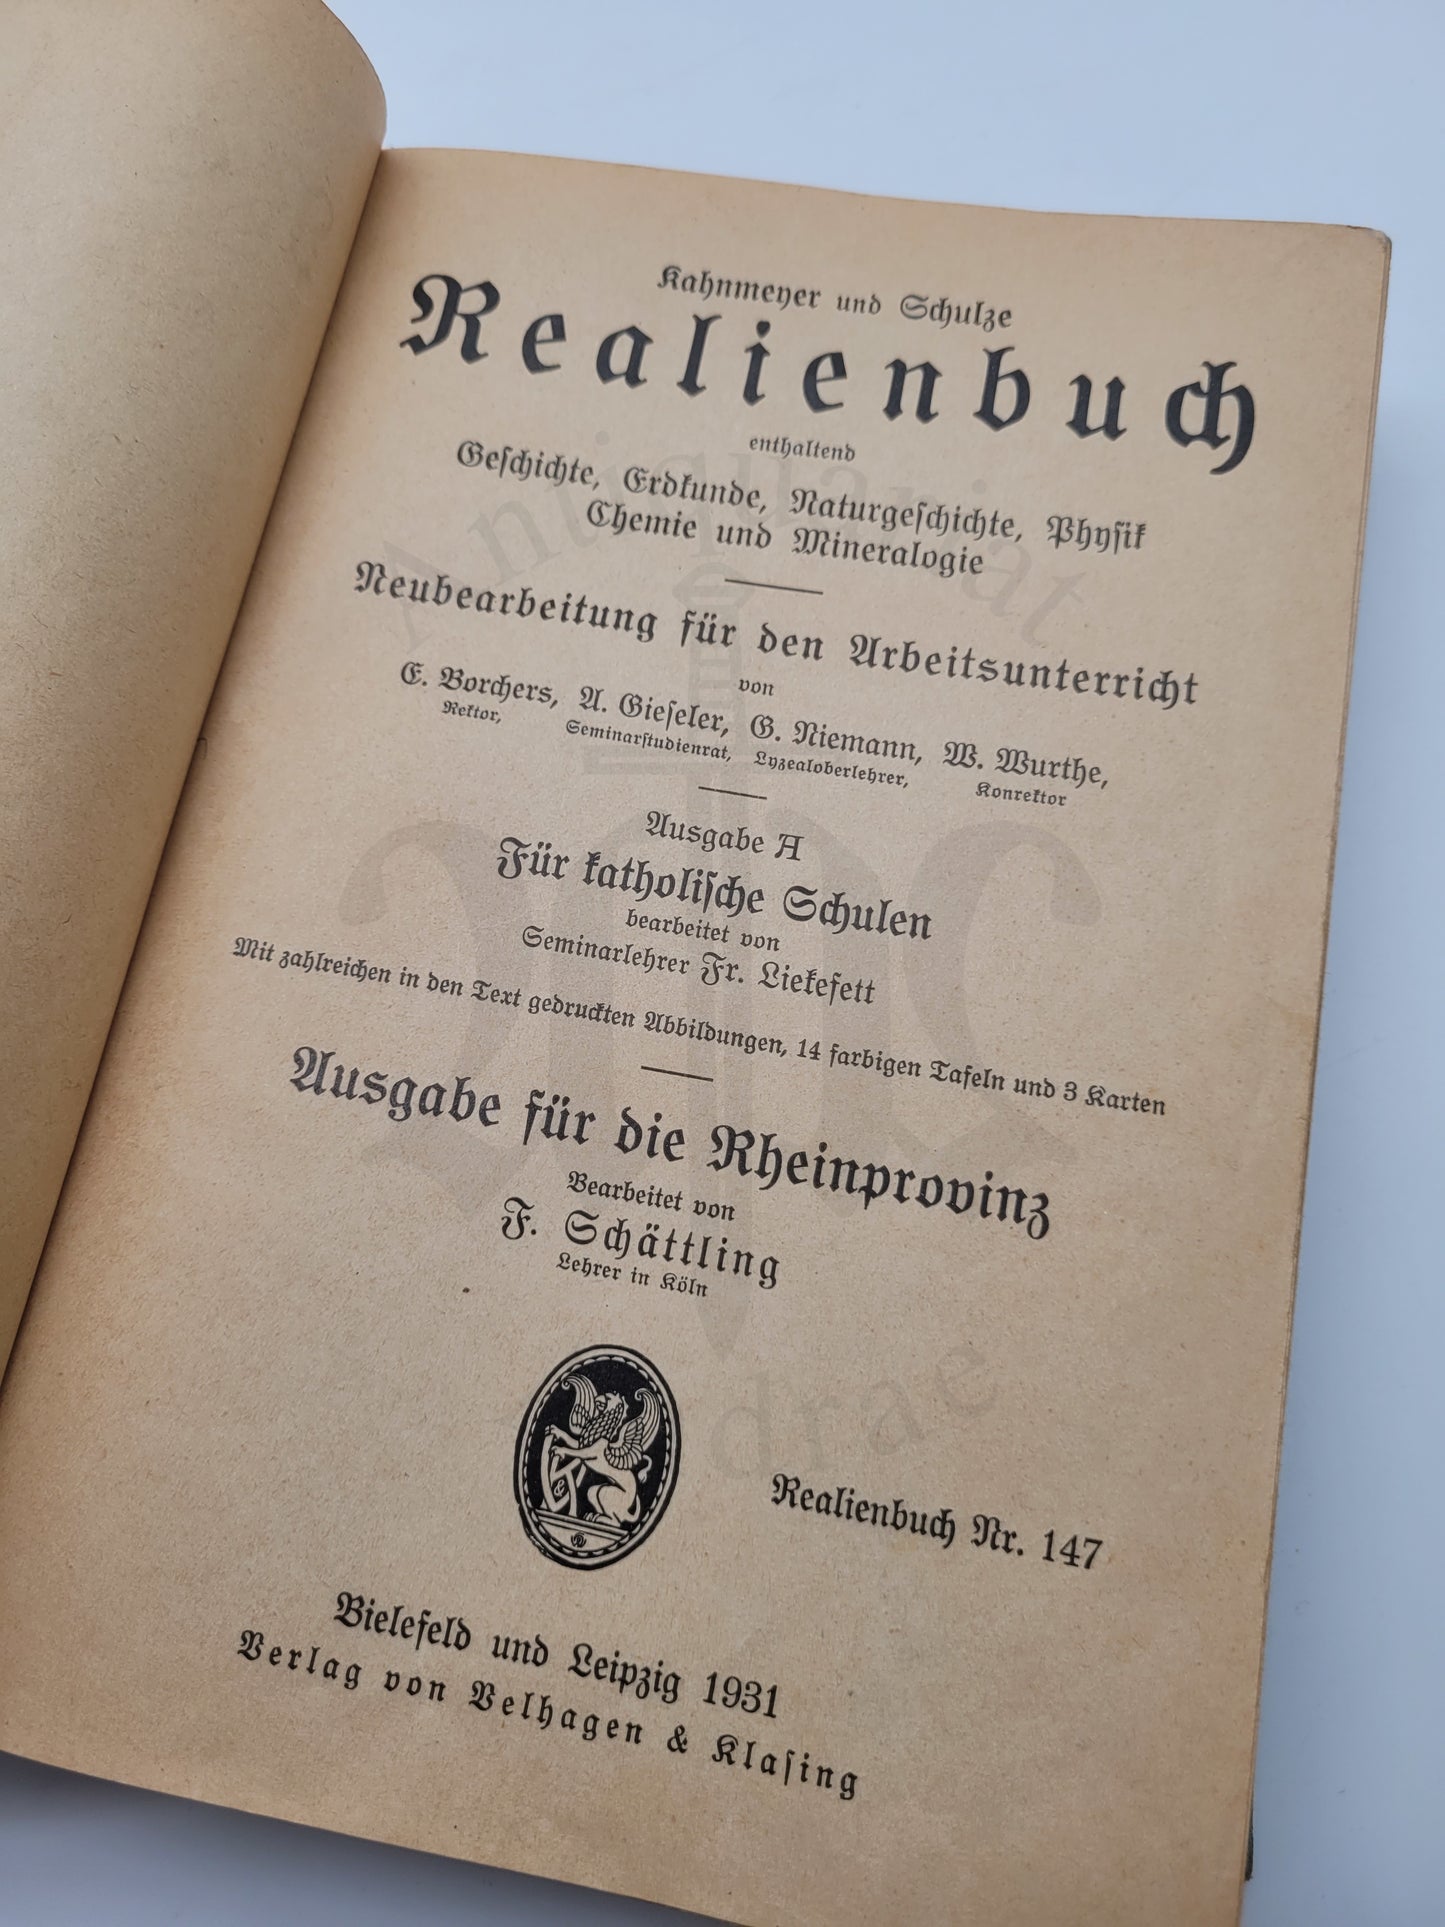 Kahnmeyer und Schulze
Realienbuch
enthaltend
Geſchichte, Erdkunde, Naturgeſchichte, Phyſik
Chemie und Mineralogie
Neubearbeitung für den Arbeitsunterricht
von
E. Borchers, A. Gieſeler, G. Niemann, W. Wurthe,
Rektor, Seminarſtudienrat, Lyzealoberlehrer, Konrektor
Ausgabe A
Für katholiſche Schulen
bearbeitet von
Seminarlehrer Fr. Liekefett
Mit zahlreichen in den Text gedruckten Abbildungen, 14 farbigen Tafeln und 3 Karten
Ausgabe für die Rheinprovinz
Bearbeitet von
F. Schättling
Lehrer in Köln
V & K
Realienbuch Nr. 147
Bielefeld und Leipzig 1931
Verlag von Velhagen & Klaſing
Antiquariat